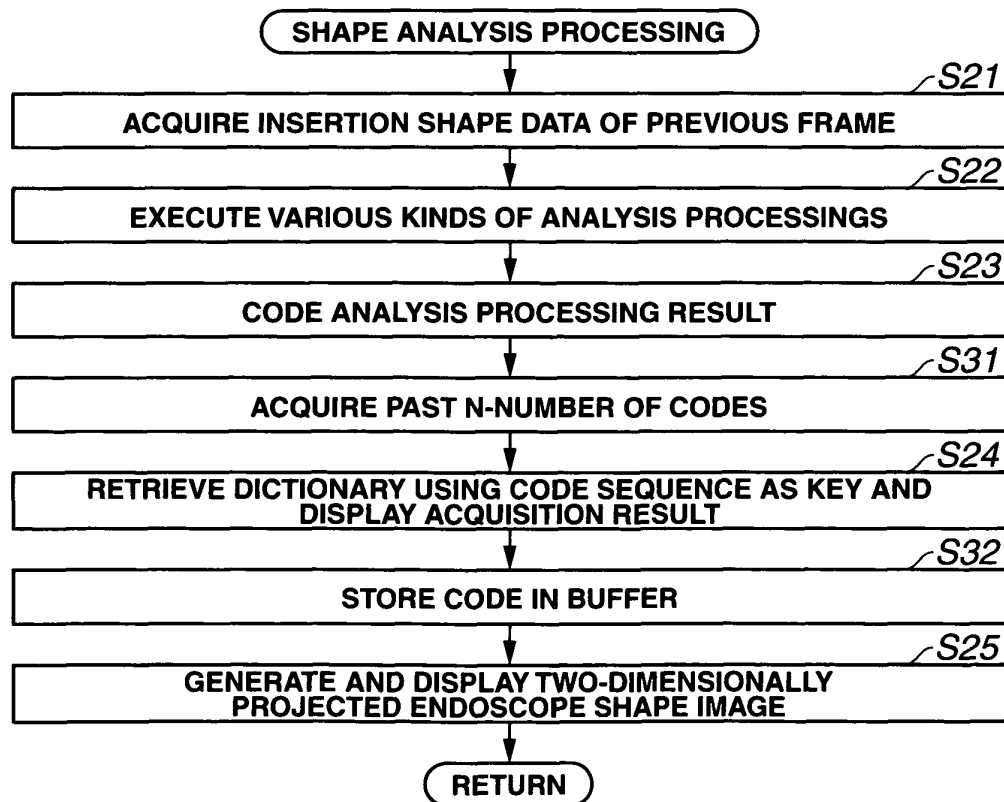 SHAPE ANALYSIS PROCESSING
S21
ACQUIRE INSERTION SHAPE DATA OF PREVIOUS FRAME
S22
EXECUTE VARIOUS KINDS OF ANALYSIS PROCESSINGS
S23
CODE ANALYSIS PROCESSING RESULT
S31
ACQUIRE PAST N-NUMBER OF CODES
S24
RETRIEVE DICTIONARY USING CODE SEQUENCE AS KEY AND
DISPLAY ACQUISITION RESULT
S32
STORE CODE IN BUFFER
S25
GENERATE AND DISPLAY TWO-DIMENSIONALLY
PROJECTED ENDOSCOPE SHAPE IMAGE
RETURN